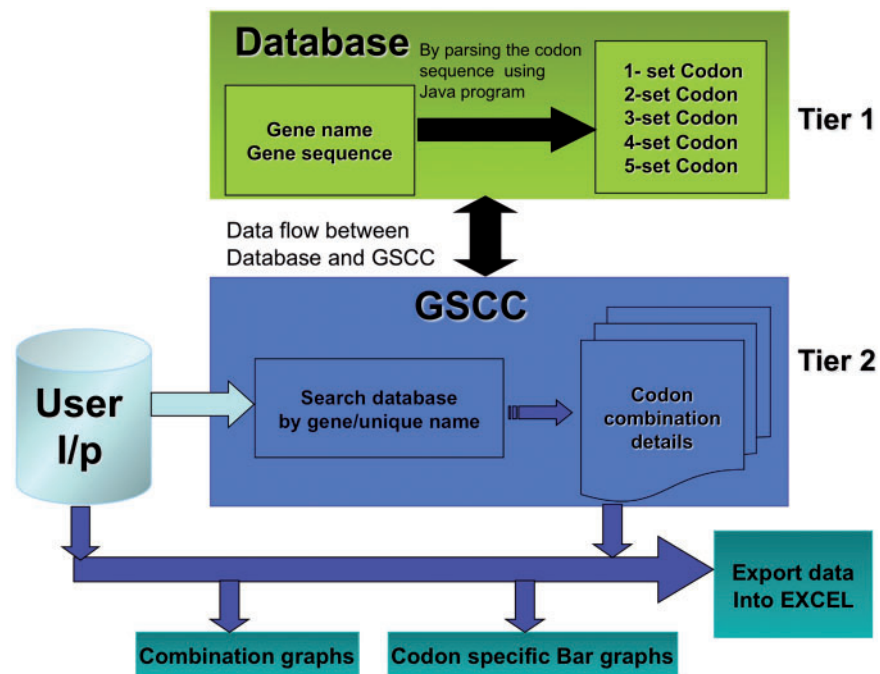 Database
By parsing the codon
sequence using
Java program
Gene name
Gene sequence
1- set Codon
2-set Codon
3-set Codon
4-set Codon
5-set Codon
Tier 1
Data flow between
Database and GSCC
GSCC
Tier 2
User
I/p
Search database
by gene/unique name
Codon
combination
details
Export data
Into EXCEL
Combination graphs
Codon specific Bar graphs